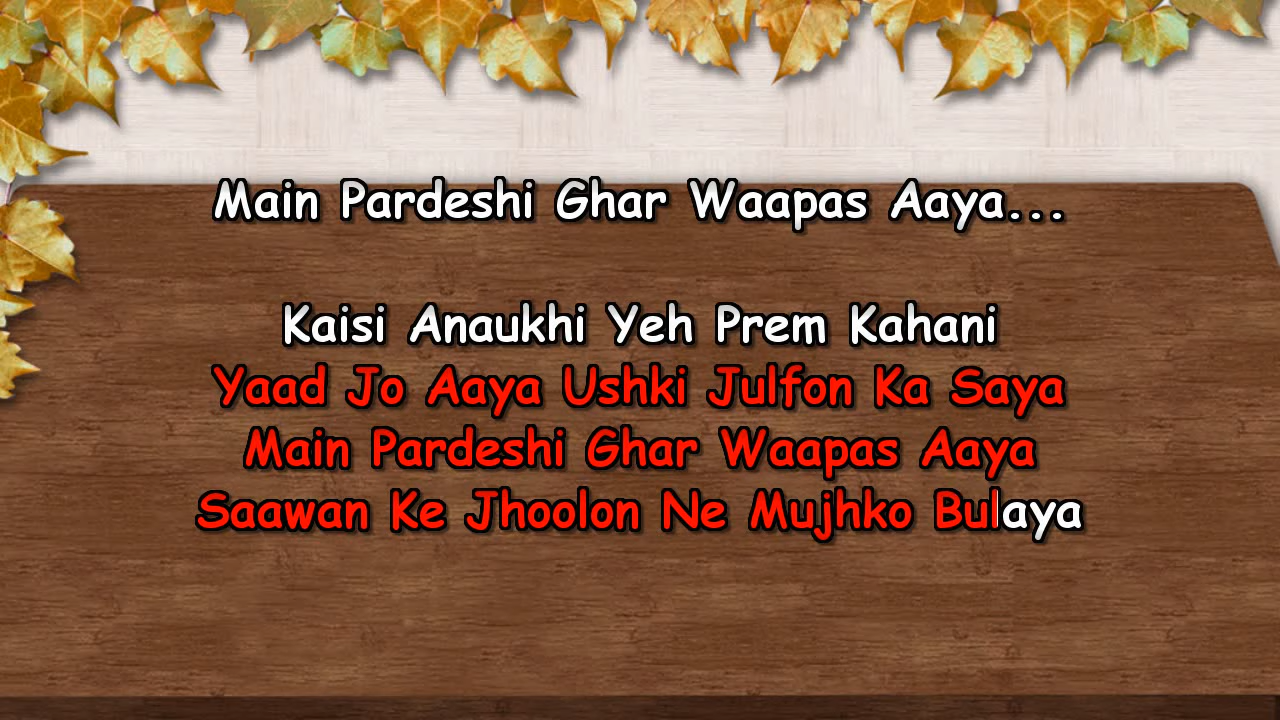 Main Pardeshi Ghar Waapas Aaya...
Kaisi Anaukhi Yeh Prem Kahani
Yaad Jo Aaya Ushki Julfon Ka Saya
Main Pardeshi Ghar Waapas Aaya
Saawan Ke Jhoolon Ne Mujhko Bulaya